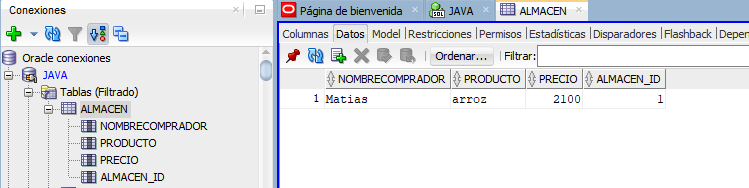 Conexiones
Oracle conexiones
JAVA
Tablas (Filtrado)
ALMACEN
NOMBRECOMPRADOR
PRODUCTO
PRECIO
ALMACEN_ID
Página de bienvenida JAVA ALMACEN
Columnas Datos Model Restricciones Permisos Estadísticas Disparadores Flashback Depen
Ordenar... Filtrar:
NOMBRECOMPRADOR PRODUCTO PRECIO ALMACEN_ID
1 Matias arroz 2100 1